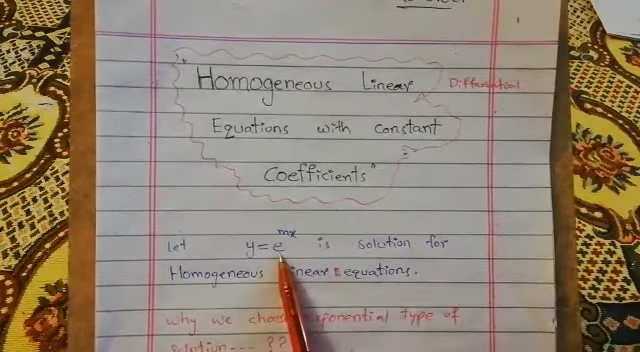 Homogeneous Linear Differential
Equations with constant
Coefficients
Let y = e^mx is solution for
Homogeneous Linear equations.
why we choose exponential type of
solution... ??